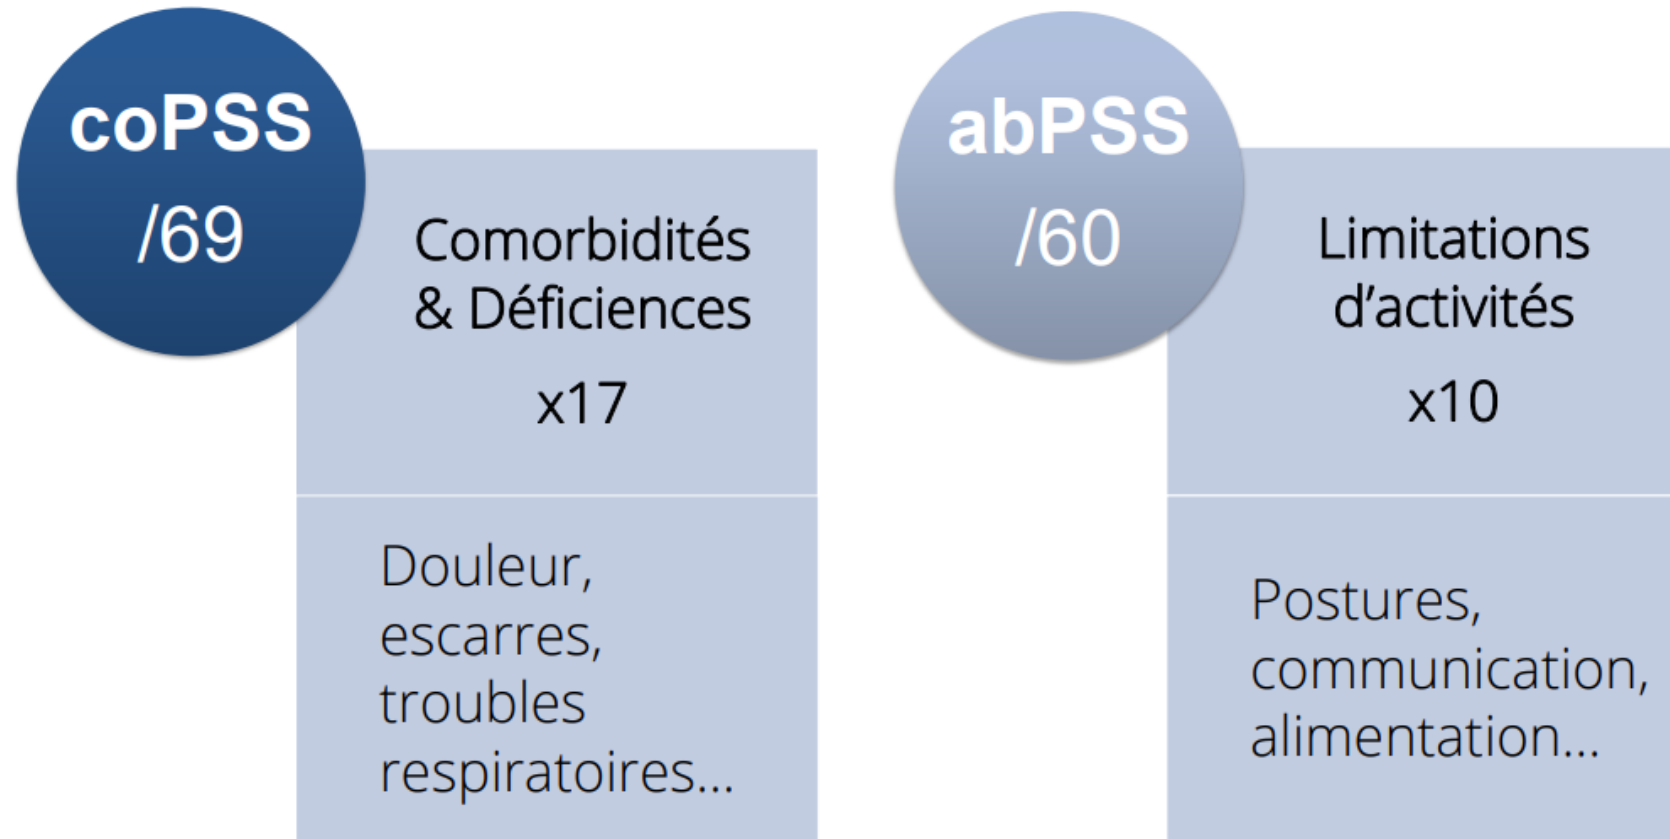 coPSS
/69
Comorbidités
& Déficiences
x17
Douleur,
escarres,
troubles
respiratoires...
abPSS
/60
Limitations
d’activités
x10
Postures,
communication,
alimentation...